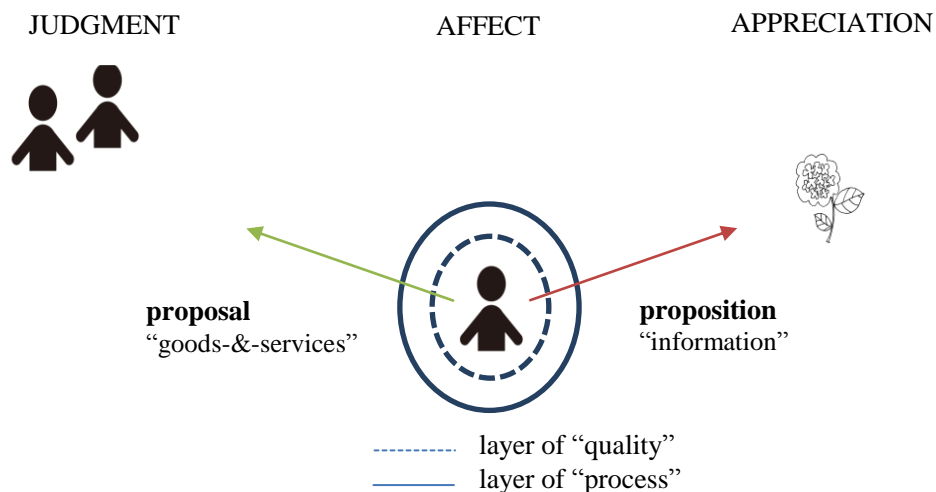 JUDGMENT
AFFECT
APPRECIATION
proposal
“goods-&-services”
proposition
“information”
layer of “quality”
layer of “process”